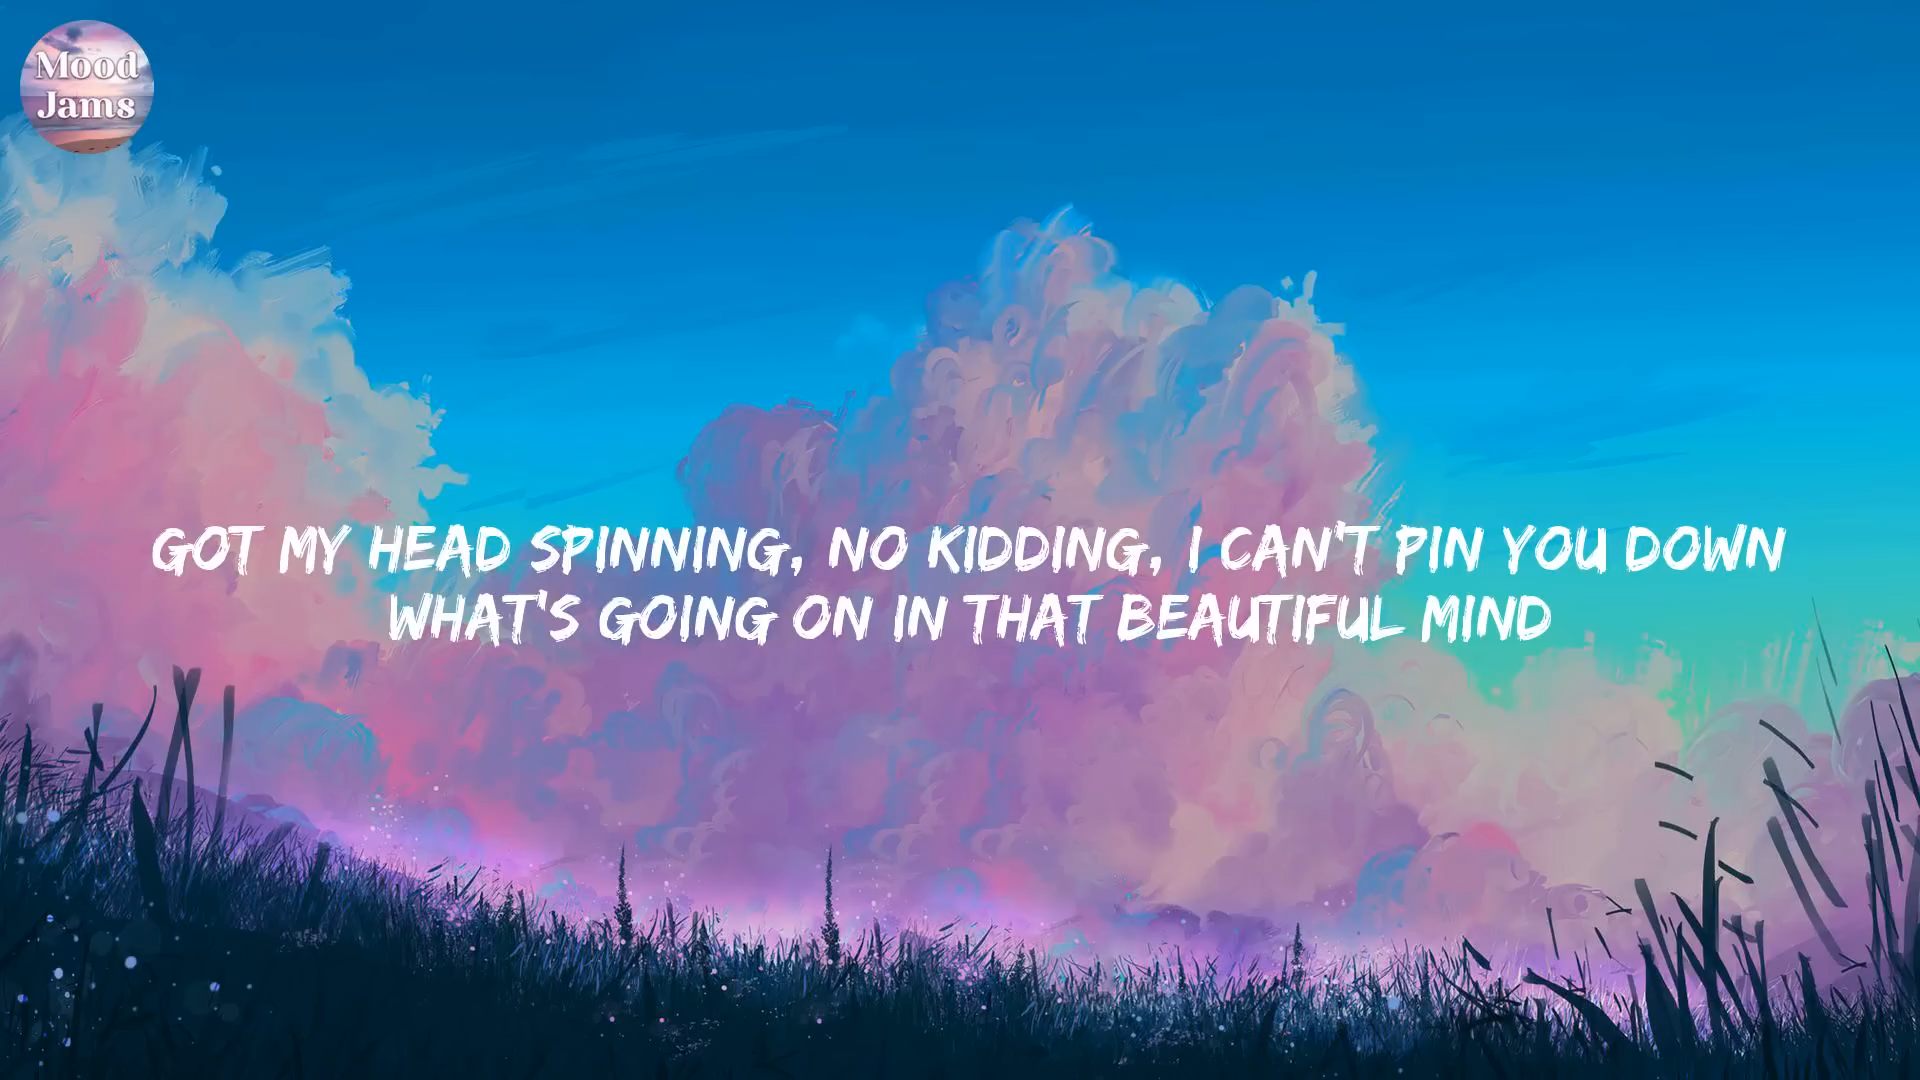 Mood
Jams
GOT MY HEAD SPINNING, NO KIDDING, I CAN'T PIN YOU DOWN
WHAT'S GOING ON IN THAT BEAUTIFUL MIND